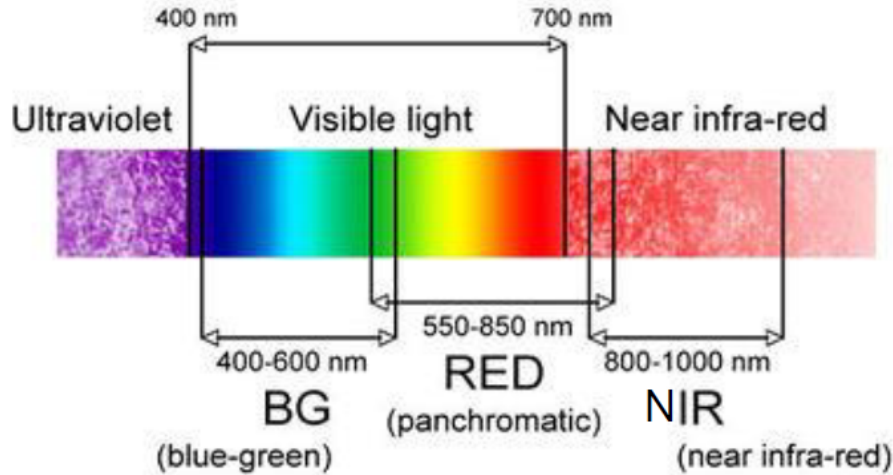 400 nm
700 nm
Ultraviolet
Visible light
Near infra-red
550-850 nm
400-600 nm
800-1000 nm
RED
BG
NIR
(panchromatic)
(blue-green)
(near infra-red)